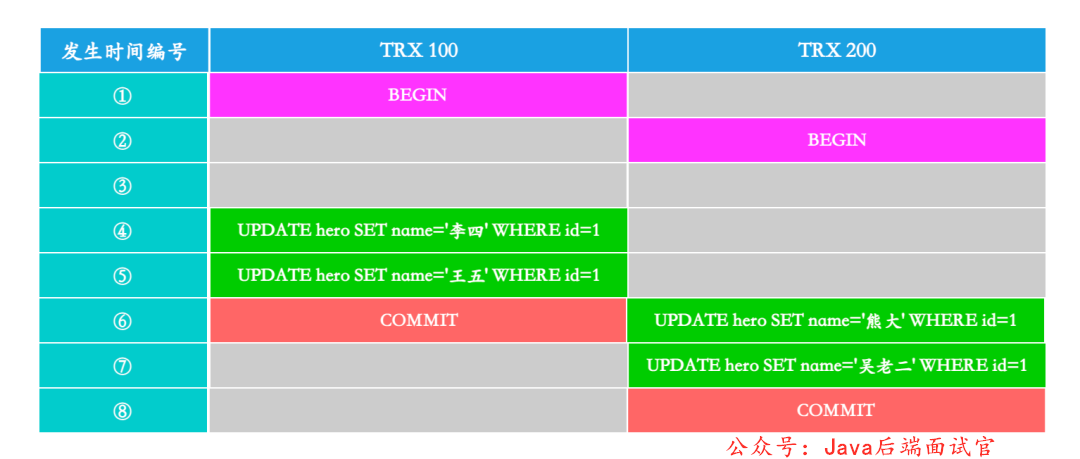 发生时间编号 TRX 100 TRX 200
① BEGIN
② BEGIN
③
④ UPDATE hero SET name='李四' WHERE id=1
⑤ UPDATE hero SET name='王五' WHERE id=1
⑥ COMMIT UPDATE hero SET name='熊大' WHERE id=1
⑦ UPDATE hero SET name='吴老二' WHERE id=1
⑧ COMMIT
公众号：Java后端面试官